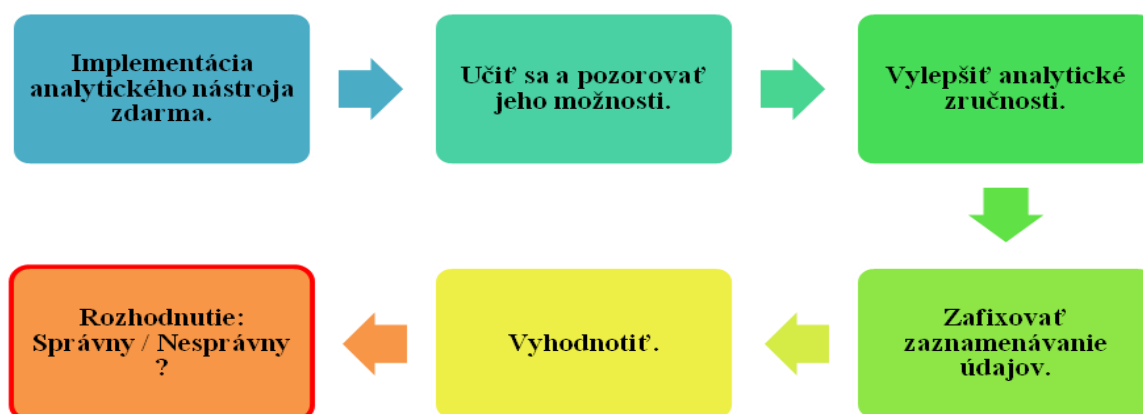 Implementácia
analytického nástroja
zdarma.
Učiť sa a pozorovať
jeho možnosti.
Vylepšiť analytické
zručnosti.
Zafixovať
zaznamenávanie
údajov.
Vyhodnotiť.
Rozhodnutie:
Správny / Nesprávny
?